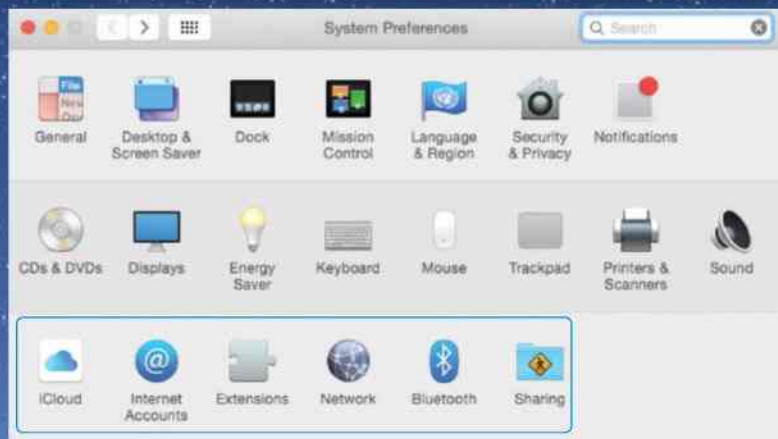 System Preferences
Search
General
Desktop &
Screen Saver
Dock
Mission
Control
Language
& Region
Security
& Privacy
Notifications
CDs & DVDs
Displays
Energy
Saver
Keyboard
Mouse
Trackpad
Printers &
Scanners
Sound
iCloud
Internet
Accounts
Extensions
Network
Bluetooth
Sharing